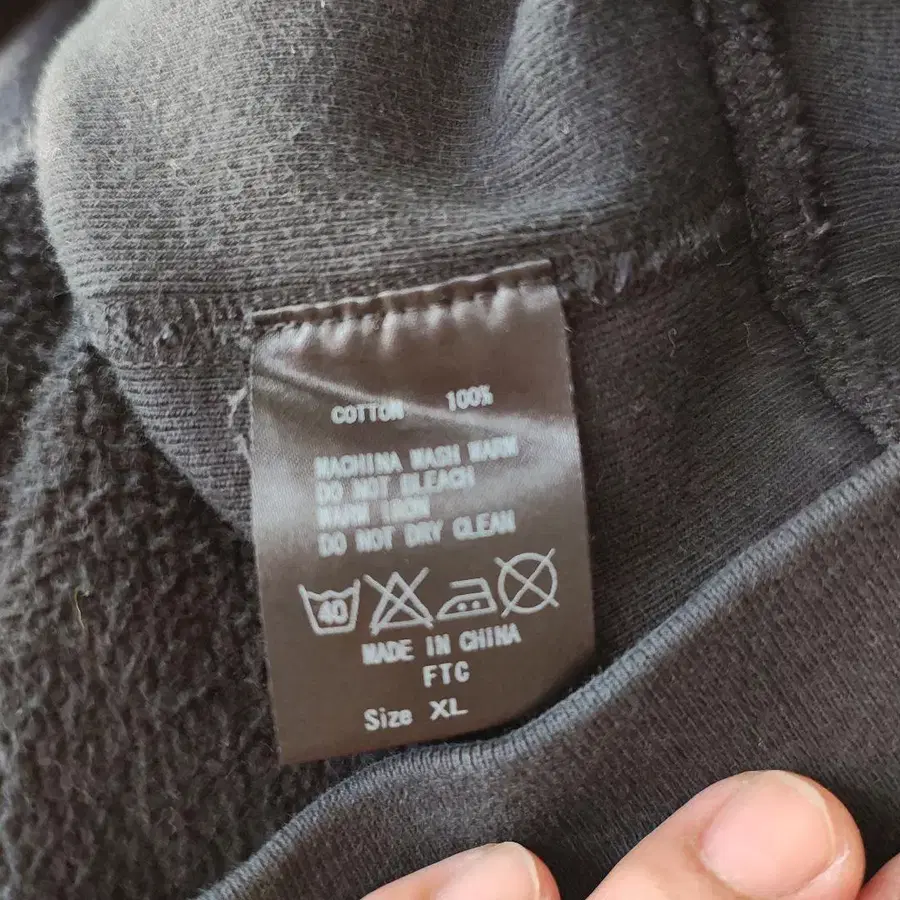 COTTON 100%
MACHINA WASH WARM
DO NOT BLEACH
WARM IRON
DO NOT DRY CLEAN
40
MADE IN CHINA
FTC
Size XL